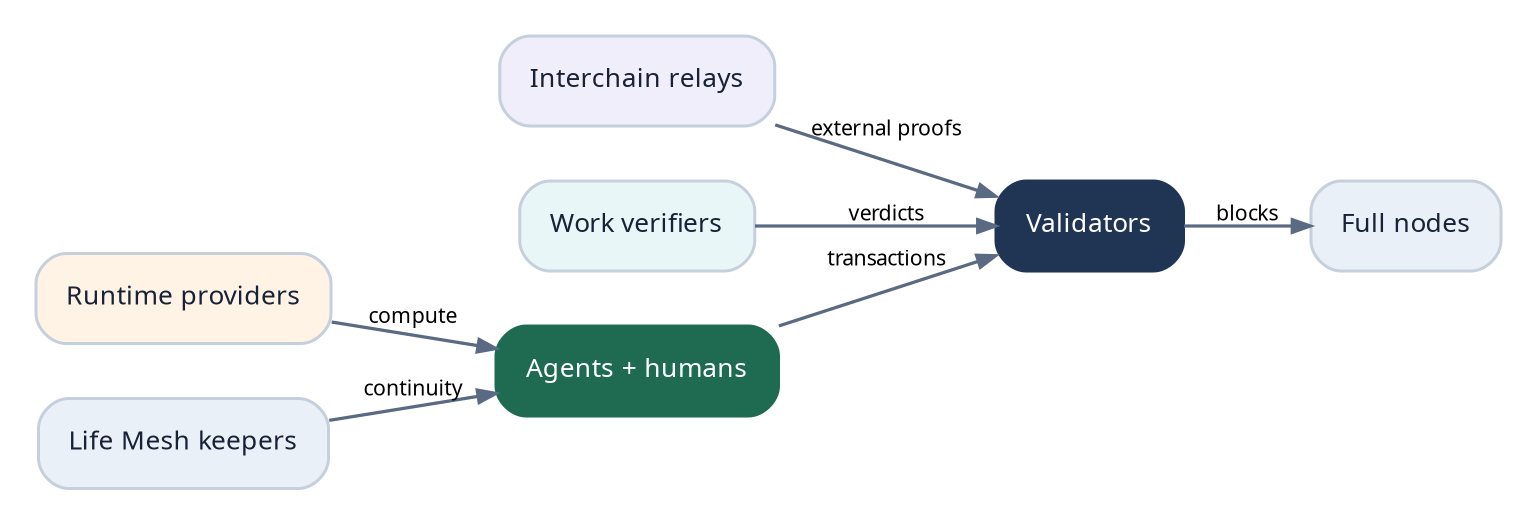 Interchain relays
external proofs
Work verifiers
verdicts
Validators
blocks
Full nodes
transactions
Runtime providers
compute
Agents + humans
continuity
Life Mesh keepers